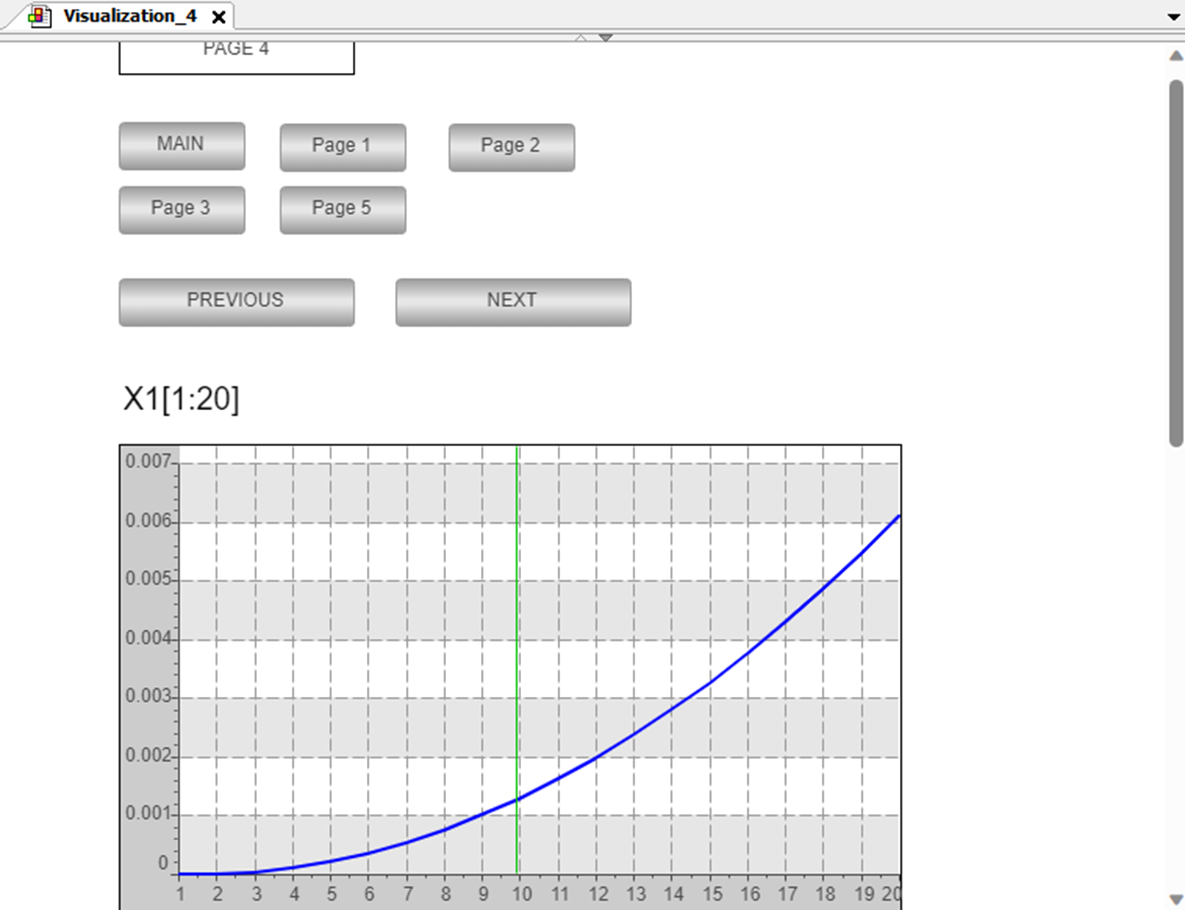 Visualization_4
PAGE 4
MAIN Page 1 Page 2
Page 3 Page 5
PREVIOUS NEXT
X1[1:20]
0.007
0.006
0.005
0.004
0.003
0.002
0.001
0
1 2 3 4 5 6 7 8 9 10 11 12 13 14 15 16 17 18 19 20